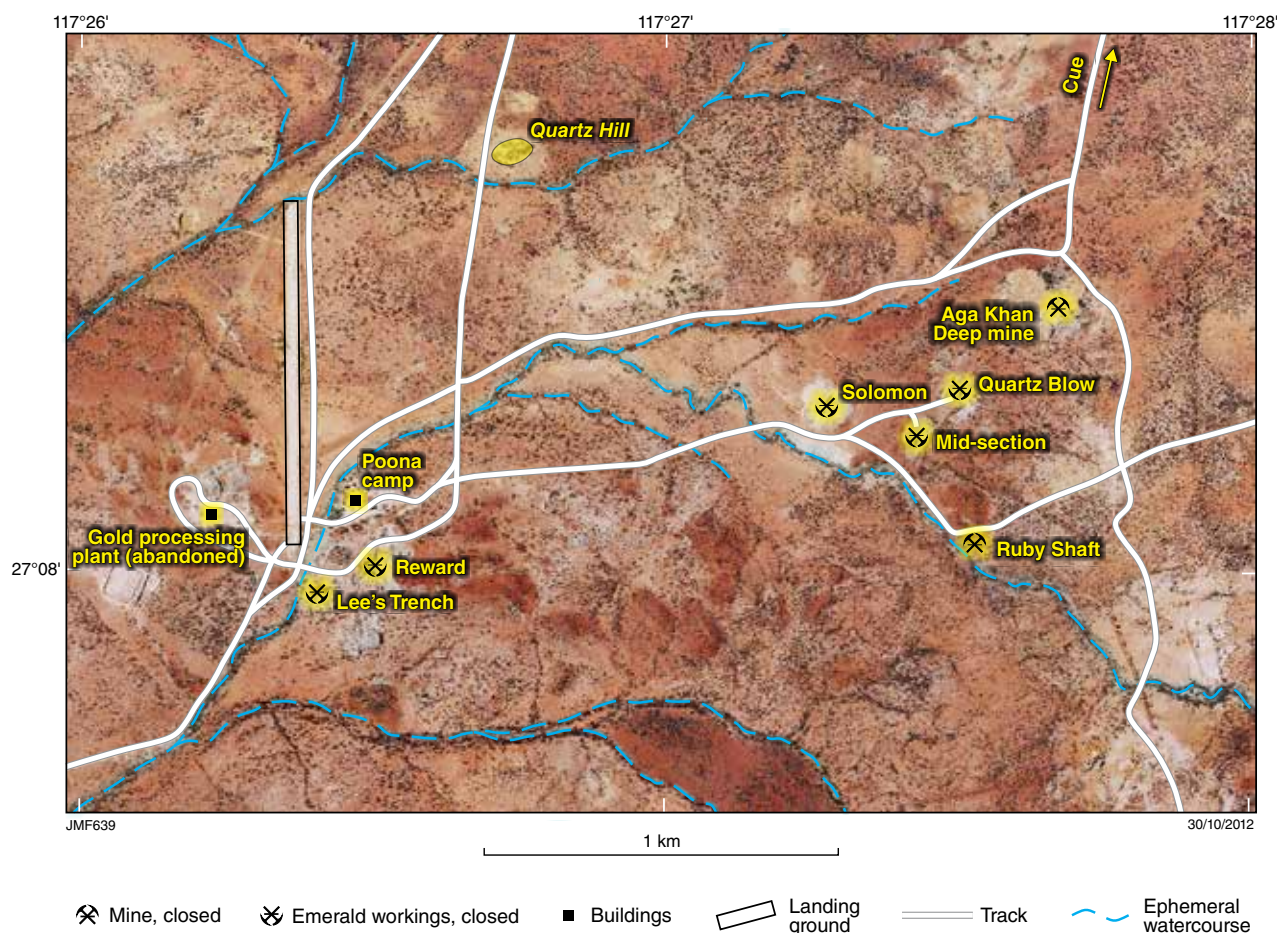 117°26'
117°27'
117°28'
Cue
Quartz Hill
Aga Khan
Deep mine
Solomon
Quartz Blow
Mid-section
Poona
camp
Gold processing
plant (abandoned)
Ruby Shaft
27°08'
Reward
Lee's Trench
JMF639
30/10/2012
1 km
Mine, closed
Emerald workings, closed
Buildings
Landing
ground
Track
Ephemeral
watercourse